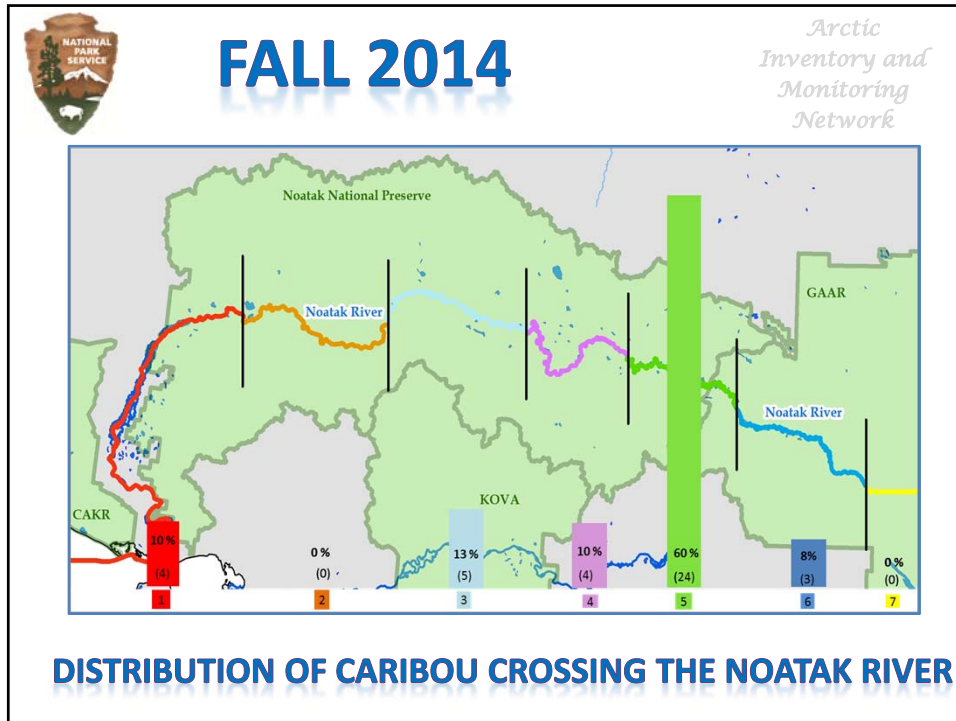 NATIONAL
PARK
SERVICE
FALL 2014
Arctic
Inventory and
Monitoring
Network
Noatak National Preserve
GAAR
Noatak River
Noatak River
KOVA
CAKR
10 %
(4)
1
0 %
(0)
2
13 %
(5)
3
10 %
(4)
4
60 %
(24)
5
8%
(3)
6
0 %
(0)
7
DISTRIBUTION OF CARIBOU CROSSING THE NOATAK RIVER